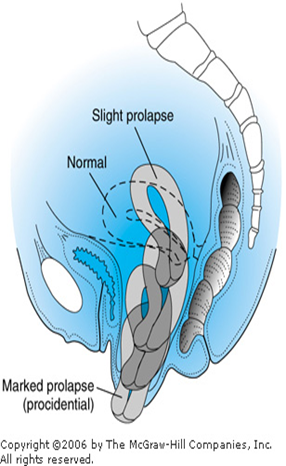 Slight prolapse
Normal
Marked prolapse
(procidential)
Copyright ©2006 by The McGraw-Hill Companies, Inc.
All rights reserved.